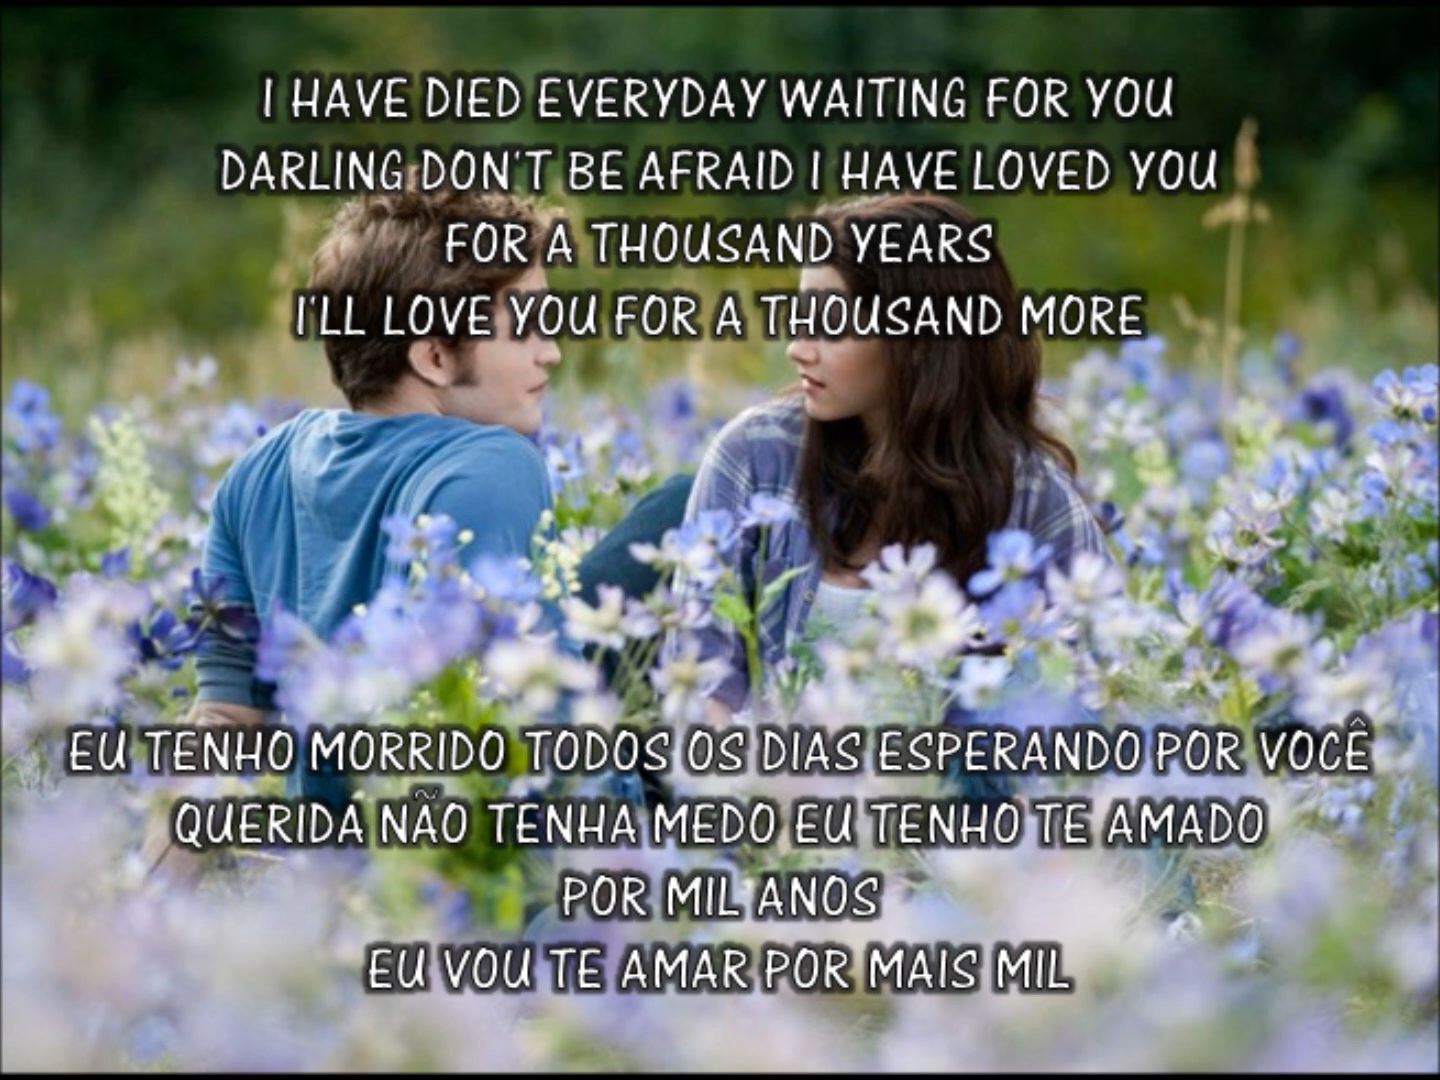 I HAVE DIED EVERYDAY WAITING FOR YOU
DARLING DON'T BE AFRAID I HAVE LOVED YOU
FOR A THOUSAND YEARS
I'LL LOVE YOU FOR A THOUSAND MORE
EU TENHO MORRIDO TODOS OS DIAS ESPERANDO POR VOCÊ
QUERIDA NÃO TENHA MEDO EU TENHO TE AMADO
POR MIL ANOS
EU VOU TE AMAR POR MAIS MIL